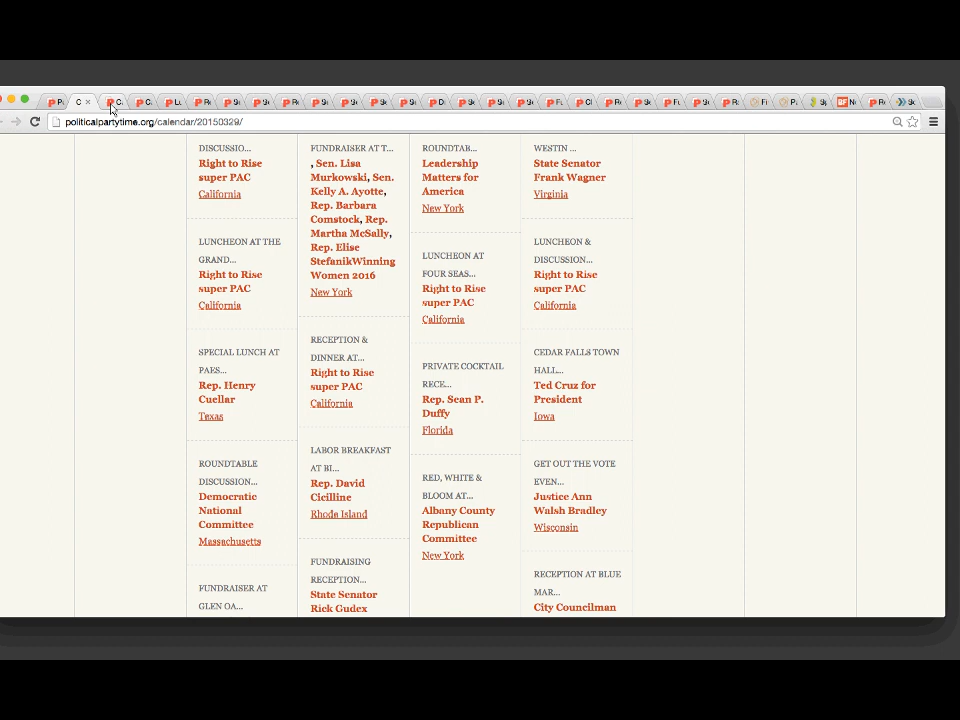 politicalpartytime.org/calendar/20150329/
DISCUSSIO...
Right to Rise
super PAC
California
LUNCHEON AT THE
GRAND...
Right to Rise
super PAC
California
SPECIAL LUNCH AT
PAES...
Rep. Henry
Cuellar
Texas
ROUNDTABLE
DISCUSSION...
Democratic
National
Committee
Massachusetts
FUNDRAISER AT
GLEN OA...
FUNDRAISER AT T...
, Sen. Lisa
Murkowski, Sen.
Kelly A. Ayotte,
Rep. Barbara
Comstock, Rep.
Martha McSally,
Rep. Elise
StefanikWinning
Women 2016
New York
RECEPTION &
DINNER AT...
Right to Rise
super PAC
California
LABOR BREAKFAST
AT BI...
Rep. David
Cicilline
Rhode Island
FUNDRAISING
RECEPTION...
State Senator
Rick Gudex
ROUNDTAB...
Leadership
Matters for
America
New York
LUNCHEON AT
FOUR SEAS...
Right to Rise
super PAC
California
PRIVATE COCKTAIL
RECE...
Rep. Sean P.
Duffy
Florida
RED, WHITE &
BLOOM AT...
Albany County
Republican
Committee
New York
WESTIN ...
State Senator
Frank Wagner
Virginia
LUNCHEON &
DISCUSSION...
Right to Rise
super PAC
California
CEDAR FALLS TOWN
HALL...
Ted Cruz for
President
Iowa
GET OUT THE VOTE
EVEN...
Justice Ann
Walsh Bradley
Wisconsin
RECEPTION AT BLUE
MAR...
City Councilman